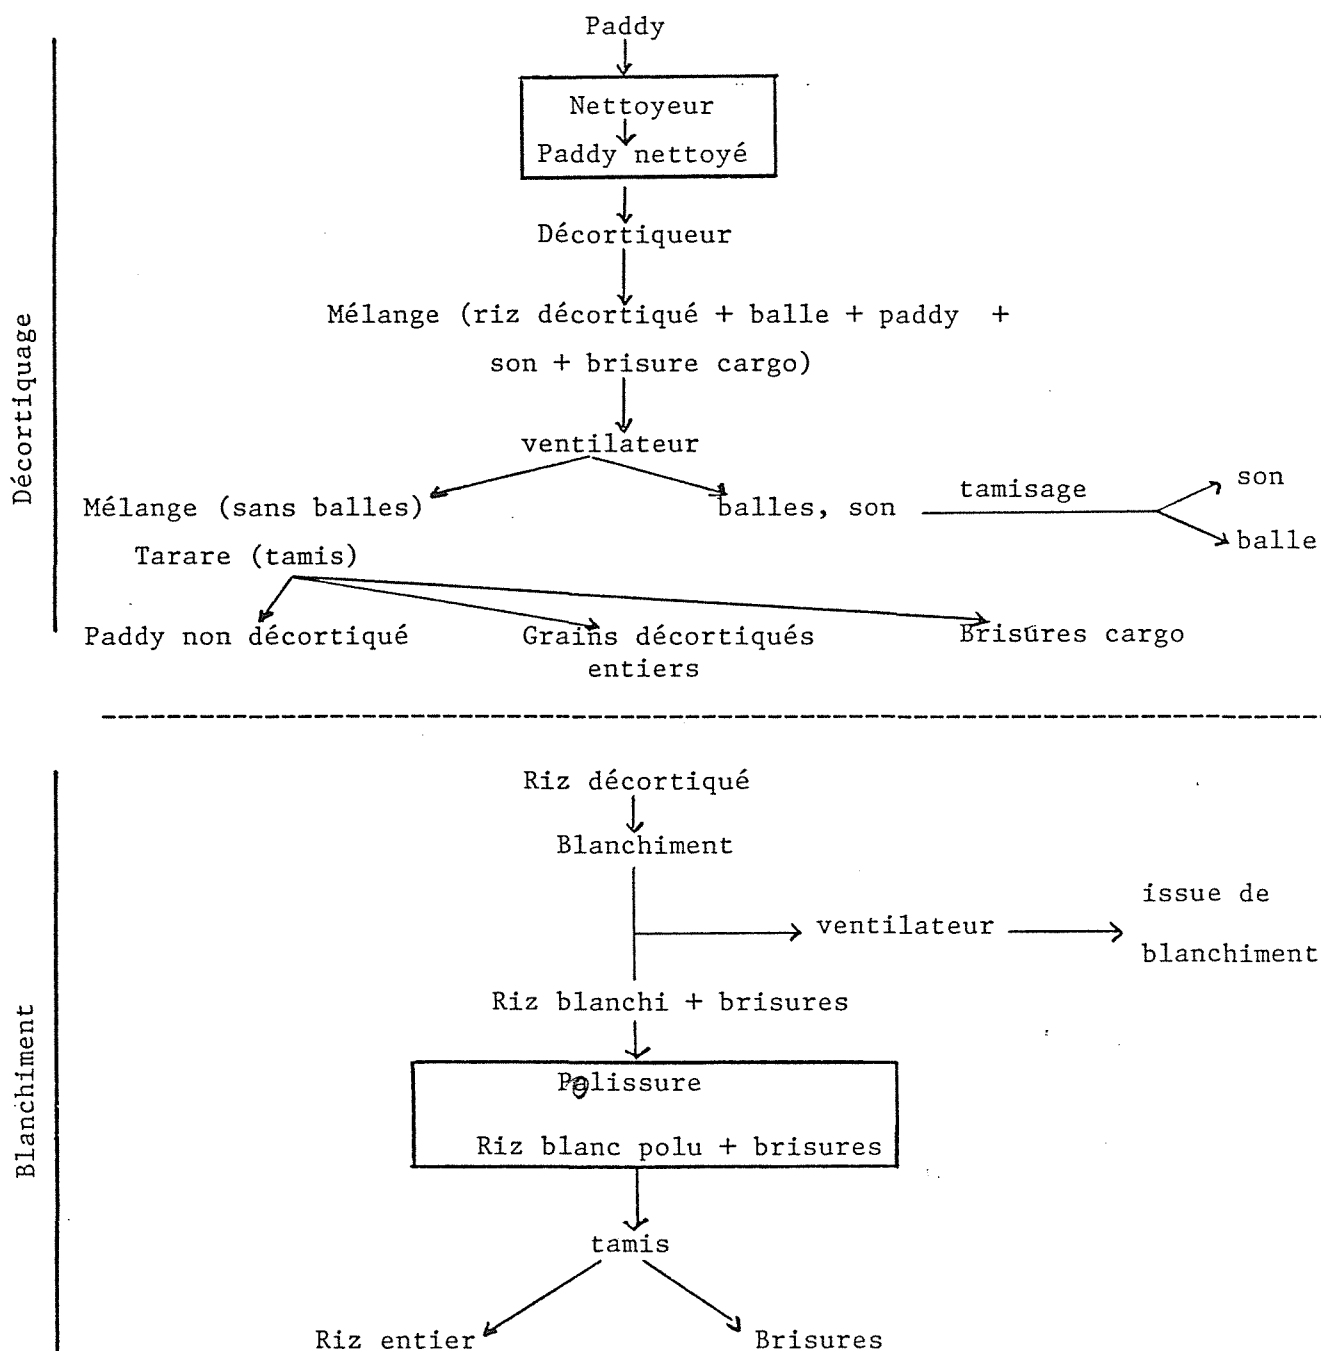 Paddy
Nettoyeur
Paddy nettoyé
Décortiqueur
Mélange (riz décortiqué + balle + paddy +
son + brisure cargo)
ventilateur
Mélange (sans balles)
balles, son
tamisage
son
balle
Tarare (tamis)
Paddy non décortiqué
Grains décortiqués
entiers
Brisures cargo
Décortiquage
Riz décortiqué
Blanchiment
ventilateur
issue de
blanchiment
Riz blanchi + brisures
Polissure
Riz blanc polu + brisures
tamis
Riz entier
Brisures
Blanchiment